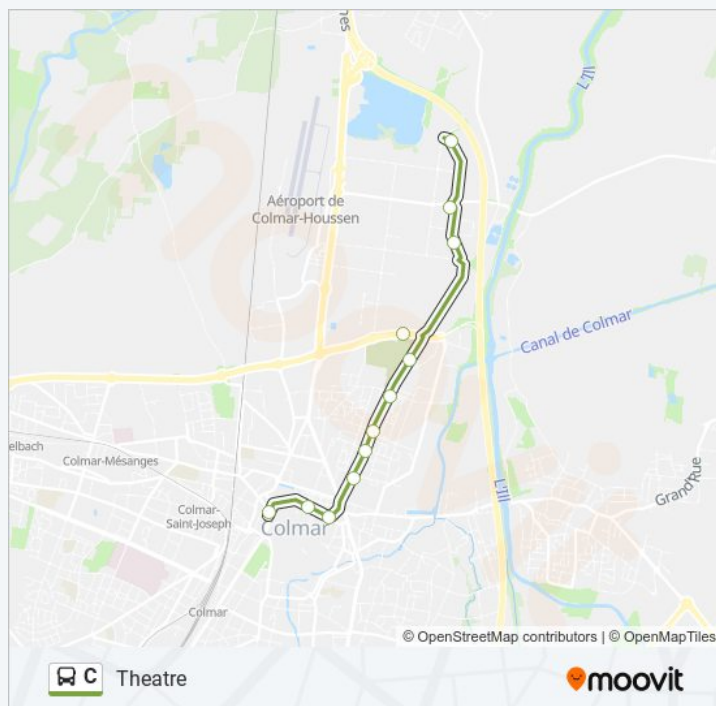 nes
L'Ill
Aéroport de
Colmar-Houssen
Canal de Colmar
elbach
Colmar-Mésanges
Grand'Rue
L'Ill
Colmar-
Saint-Joseph
Colmar
Colmar
© OpenStreetMap contributors | © OpenMapTiles
C Theatre
moovit